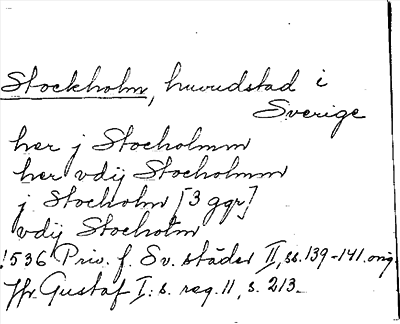 Stockholm, huvudstad i
Sverige
her j Stocholmm
her vdij Stocholmm
j Stocholm [3 ggr]
vdij Stocholm
1536 Priv. f. Sv. städer II, ss. 139-141. orig.
Jfr Gustaf I:s reg. 11, s. 213.